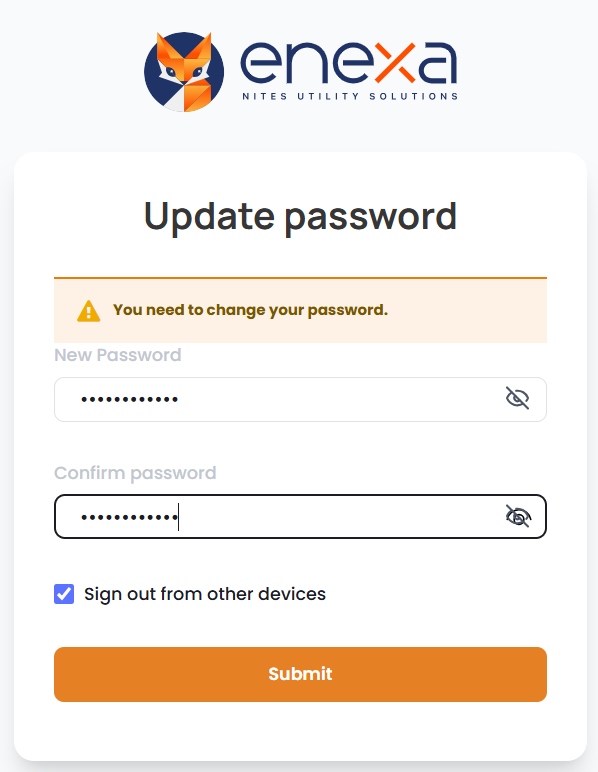 enexa
NITES UTILITY SOLUTIONS
Update password
You need to change your password.
New Password
••••••••••••
Confirm password
••••••••••••
Sign out from other devices
Submit